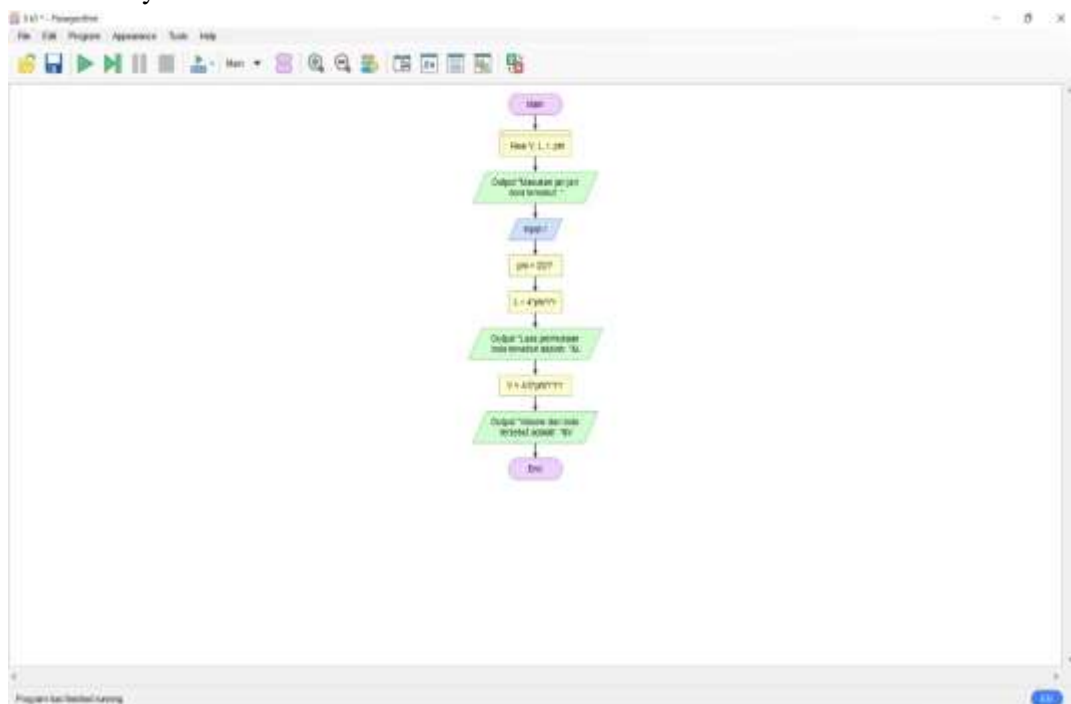 File Edit Program Appearance Tools Help
Main
Main
Real V, L, r, phi
Output "Masukan jari jari
bola tersebut: "
Input r
phi = 22/7
L = 4*phi*r*r
Output "Luas permukaan
bola tersebut adalah: "&L
V = 4/3*phi*r*r*r
Output "Volume dari bola
tersebut adalah: "&V
End
Program has finished running